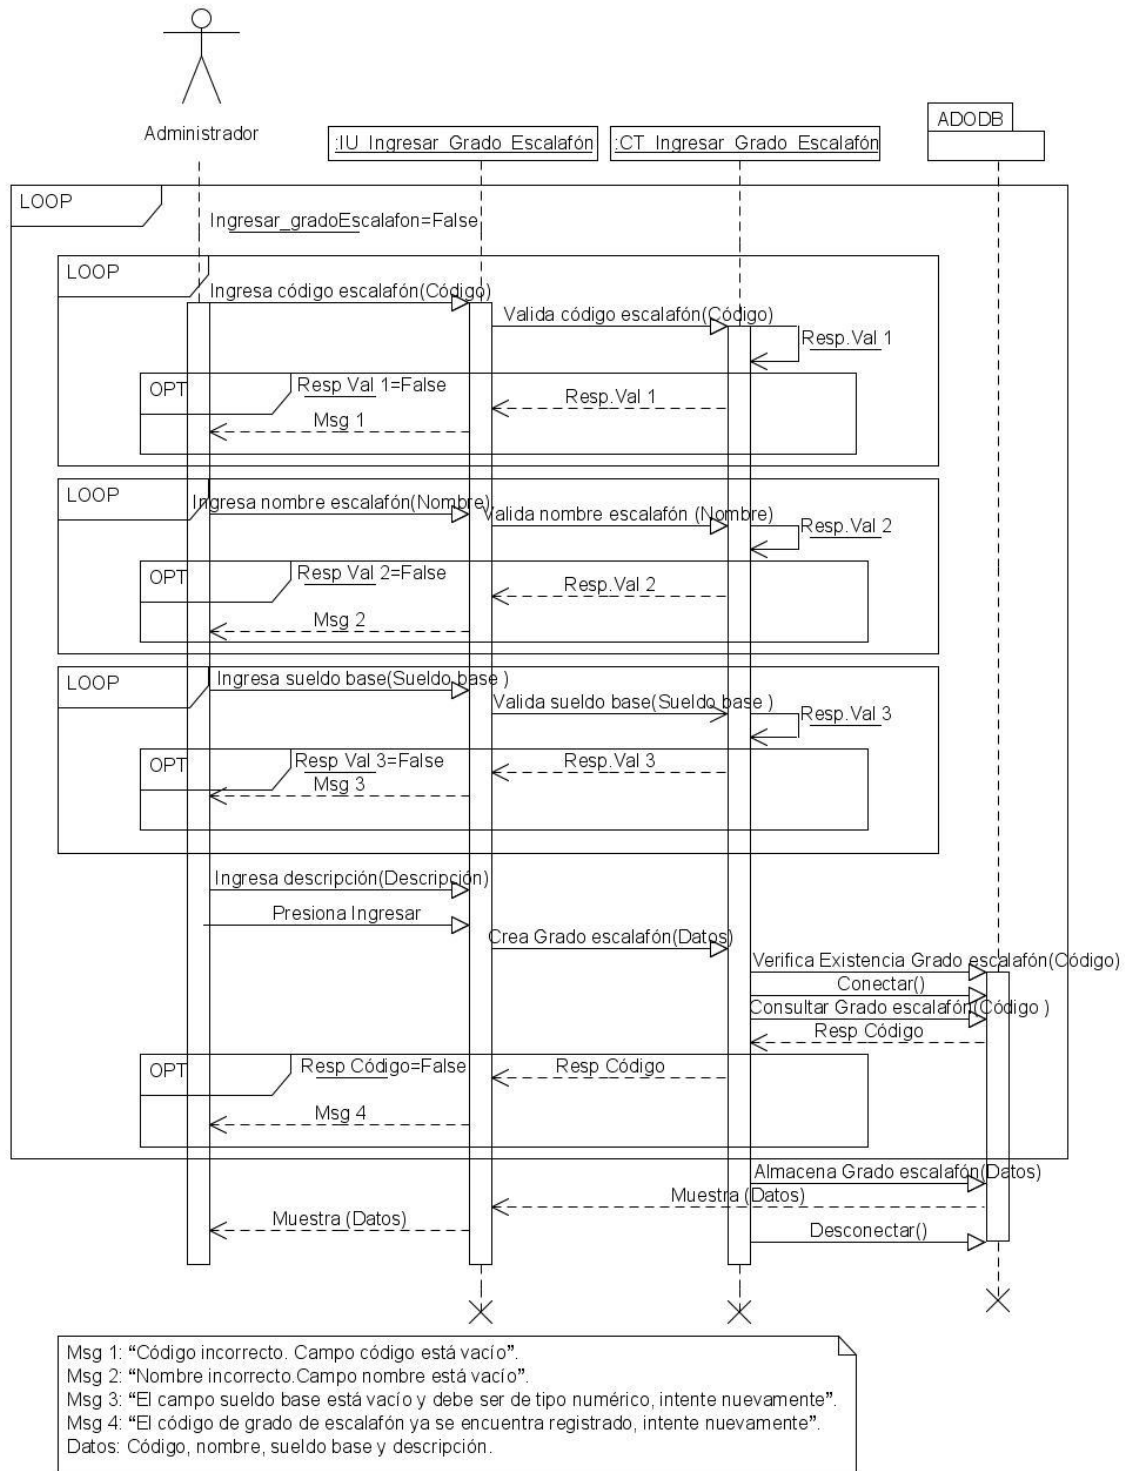 ADODB
Administrador
:IU_Ingresar_Grado_Escalafón
:CT_Ingresar_Grado_Escalafón
LOOP
Ingresar_gradoEscalafon=False
LOOP
Ingresa código escalafón(Código)
Valida código escalafón(Código)
Resp.Val 1
OPT
Resp Val 1=False
Resp.Val 1
Msg 1
LOOP
Ingresa nombre escalafón(Nombre)
Valida nombre escalafón (Nombre)
Resp.Val 2
OPT
Resp Val 2=False
Resp.Val 2
Msg 2
LOOP
Ingresa sueldo base(Sueldo base )
Valida sueldo base(Sueldo base )
Resp.Val 3
OPT
Resp Val 3=False
Resp.Val 3
Msg 3
Ingresa descripción(Descripción)
Presiona Ingresar
Crea Grado escalafón(Datos)
Verifica Existencia Grado escalafón(Código)
Conectar()
Consultar Grado escalafón(Código )
Resp Código
OPT
Resp Código=False
Resp Código
Msg 4
Almacena Grado escalafón(Datos)
Muestra (Datos)
Muestra (Datos)
Desconectar()
Msg 1: “Código incorrecto. Campo código está vacío”.
Msg 2: “Nombre incorrecto.Campo nombre está vacío”.
Msg 3: “El campo sueldo base está vacío y debe ser de tipo numérico, intente nuevamente”.
Msg 4: “El código de grado de escalafón ya se encuentra registrado, intente nuevamente”.
Datos: Código, nombre, sueldo base y descripción.